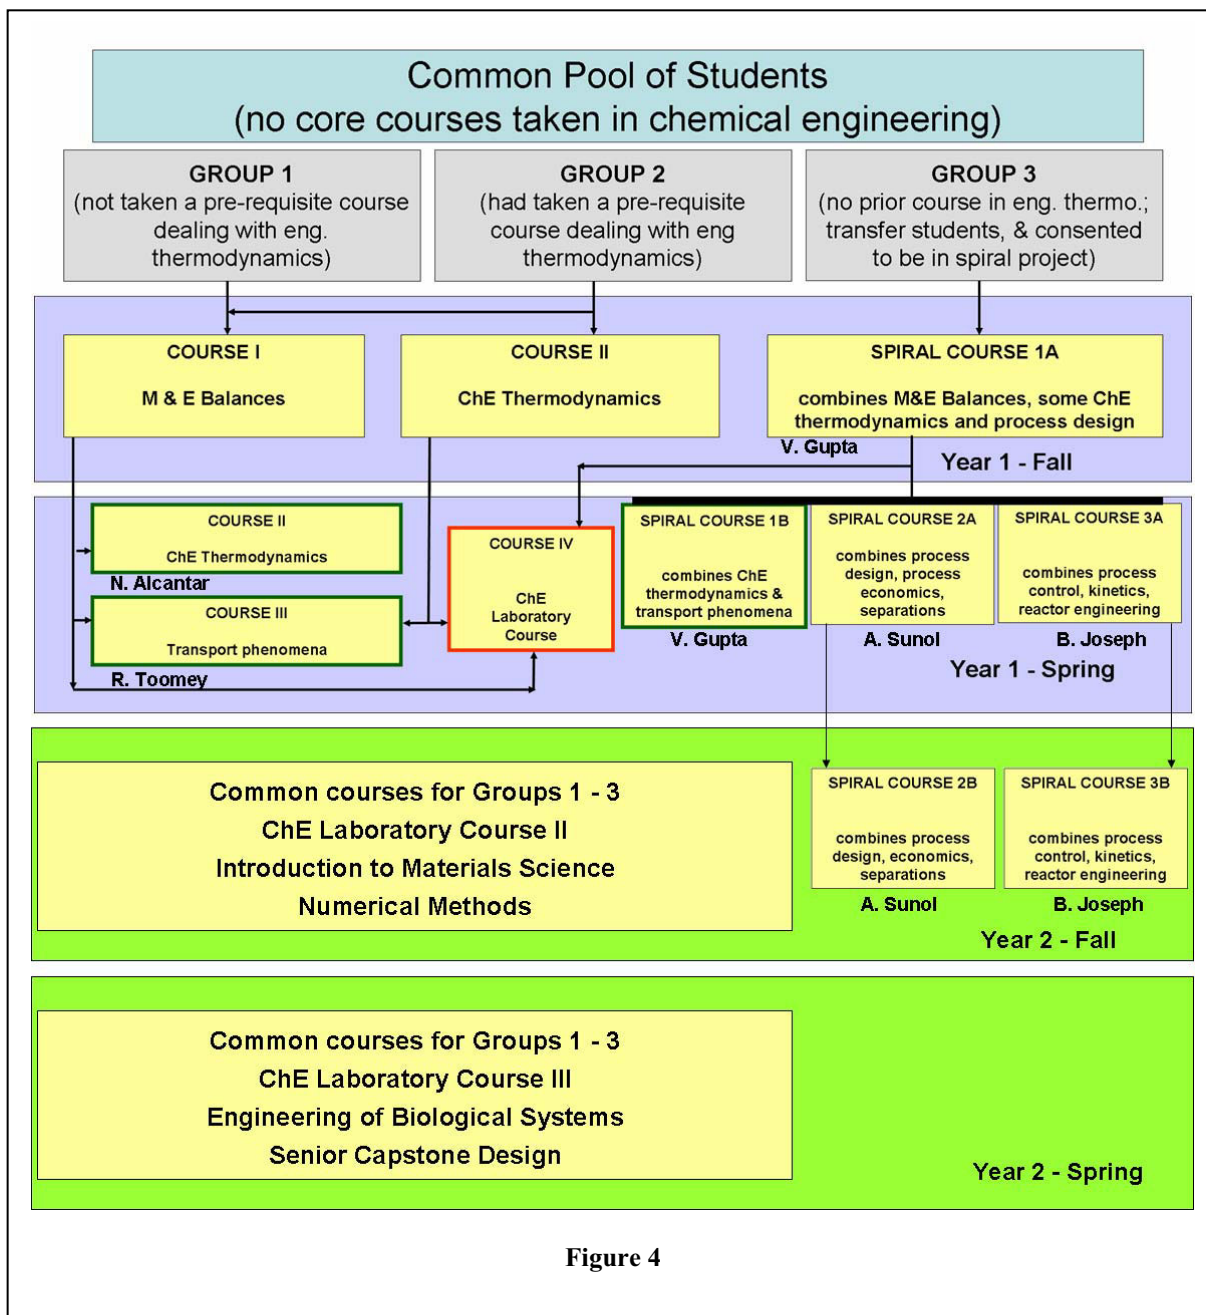 Common Pool of Students
(no core courses taken in chemical engineering)
GROUP 1
(not taken a pre-requisite course
dealing with eng.
thermodynamics)
GROUP 2
(had taken a pre-requisite
course dealing with eng
thermodynamics)
GROUP 3
(no prior course in eng. thermo.;
transfer students, & consented
to be in spiral project)
COURSE I
M & E Balances
COURSE II
ChE Thermodynamics
SPIRAL COURSE 1A
combines M&E Balances, some ChE
thermodynamics and process design
V. Gupta
Year 1 - Fall
COURSE II
ChE Thermodynamics
N. Alcantar
COURSE III
Transport phenomena
R. Toomey
COURSE IV
ChE
Laboratory
Course
SPIRAL COURSE 1B
combines ChE
thermodynamics &
transport phenomena
V. Gupta
SPIRAL COURSE 2A
combines process
design, process
economics,
separations
A. Sunol
SPIRAL COURSE 3A
combines process
control, kinetics,
reactor engineering
B. Joseph
Year 1 - Spring
Common courses for Groups 1 - 3
ChE Laboratory Course II
Introduction to Materials Science
Numerical Methods
SPIRAL COURSE 2B
combines process
design, economics,
separations
A. Sunol
SPIRAL COURSE 3B
combines process
control, kinetics,
reactor engineering
B. Joseph
Year 2 - Fall
Common courses for Groups 1 - 3
ChE Laboratory Course III
Engineering of Biological Systems
Senior Capstone Design
Year 2 - Spring
Figure 4